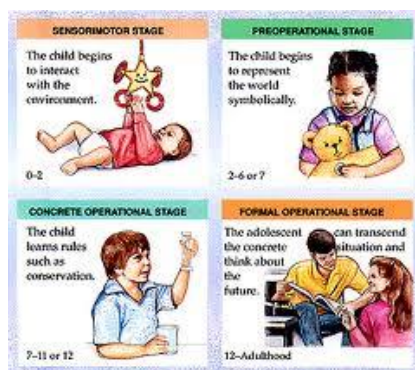 SENSORIMOTOR STAGE
The child begins
to interact
with the
environment.
0-2
PREOPERATIONAL STAGE
The child begins
to represent
the world
symbolically.
2-6 or 7
CONCRETE OPERATIONAL STAGE
The child
learns rules
such as
conservation.
7-11 or 12
FORMAL OPERATIONAL STAGE
The adolescent can transcend
the concrete situation and
think about
the
future.
12-Adulthood